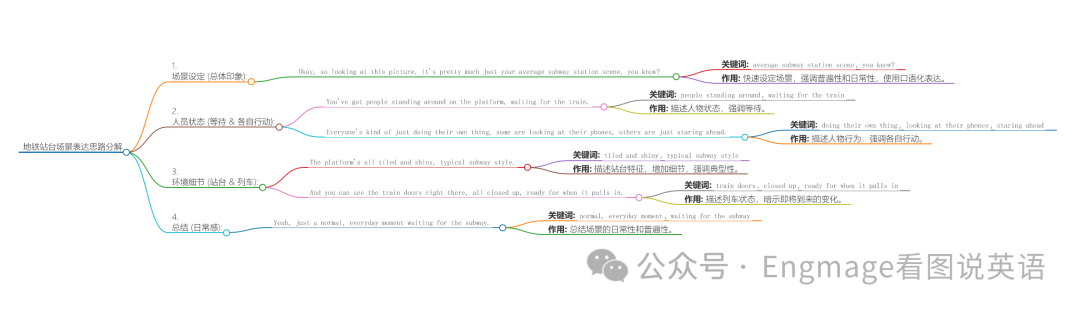 地铁站台场景表达思路分解
1.
场景设定 (总体印象):
Okay, so looking at this picture, it's pretty much just your average subway station scene, you know?
关键词: average subway station scene, you know?
作用: 快速设定场景，强调普遍性和日常性，使用口语化表达。
2.
人员状态 (等待 & 各自行动):
You've got people standing around on the platform, waiting for the train.
关键词: people standing around, waiting for the train
作用: 描述人物状态，强调等待。
Everyone's kind of just doing their own thing, some are looking at their phones, others are just staring ahead.
关键词: doing their own thing, looking at their phones, staring ahead
作用: 描述人物行为，强调各自行动。
3.
环境细节 (站台 & 列车):
The platform's all tiled and shiny, typical subway style.
关键词: tiled and shiny, typical subway style
作用: 描述站台特征，增加细节，强调典型性。
And you can see the train doors right there, all closed up, ready for when it pulls in.
关键词: train doors, closed up, ready for when it pulls in
作用: 描述列车状态，暗示即将到来的变化。
4.
总结 (日常感):
Yeah, just a normal, everyday moment waiting for the subway.
关键词: normal, everyday moment, waiting for the subway
作用: 总结场景的日常性和普遍性。
公众号 · Engmage看图说英语